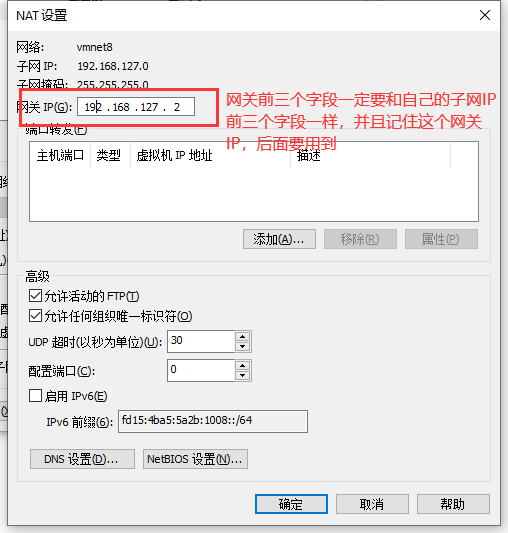 NAT 设置
网络: vmnet8
子网 IP: 192.168.127.0
子网掩码: 255.255.255.0
网关 IP(G): 192 . 168 . 127 . 2
网关前三个字段一定要和自己的子网IP
前三个字段一样，并且记住这个网关
IP，后面要用到
端口转发(F)
主机端口 类型 虚拟机 IP 地址 描述
添加(A)... 移除(R) 属性(P)
高级
允许活动的 FTP(T)
允许任何组织唯一标识符(O)
UDP 超时(以秒为单位)(U): 30
配置端口(C): 0
启用 IPv6(E)
IPv6 前缀(6): fd15:4ba5:5a2b:1008::/64
DNS 设置(D)... NetBIOS 设置(N)...
确定 取消 帮助